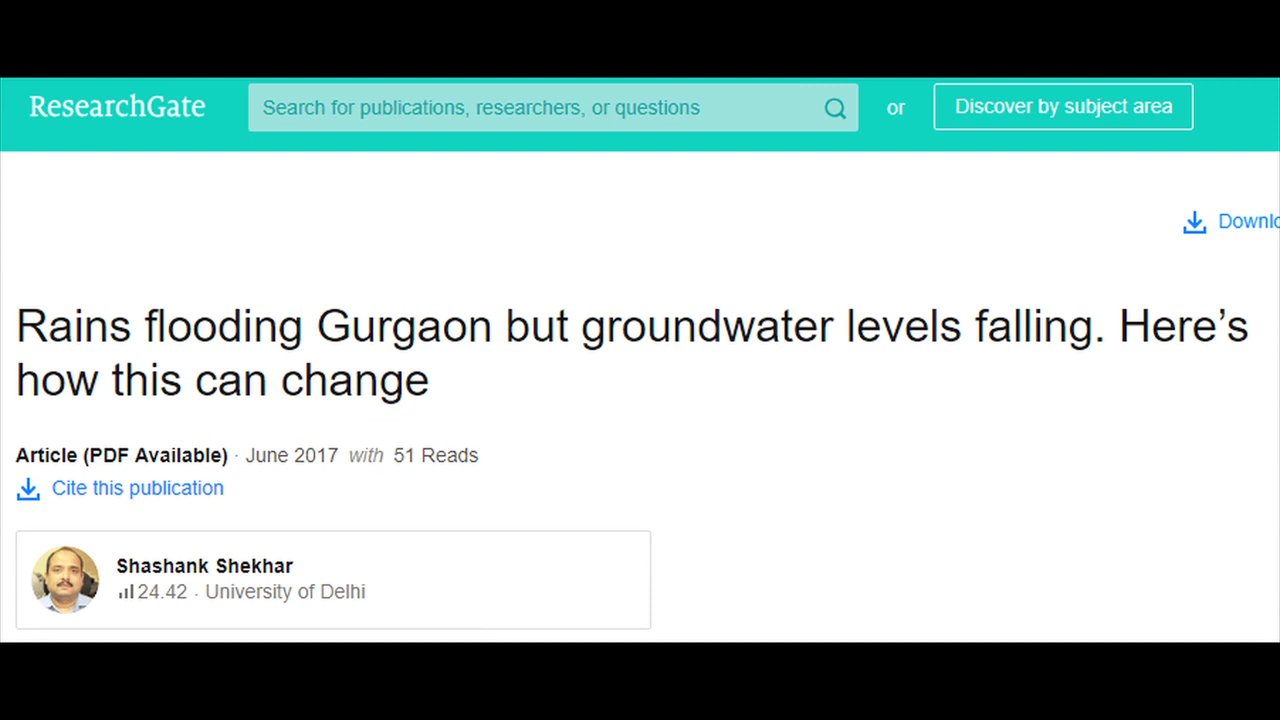 ResearchGate
Search for publications, researchers, or questions
or
Discover by subject area
Rains flooding Gurgaon but groundwater levels falling. Here’s
how this can change
Article (PDF Available) · June 2017 with 51 Reads
Cite this publication
Shashank Shekhar
24.42 · University of Delhi